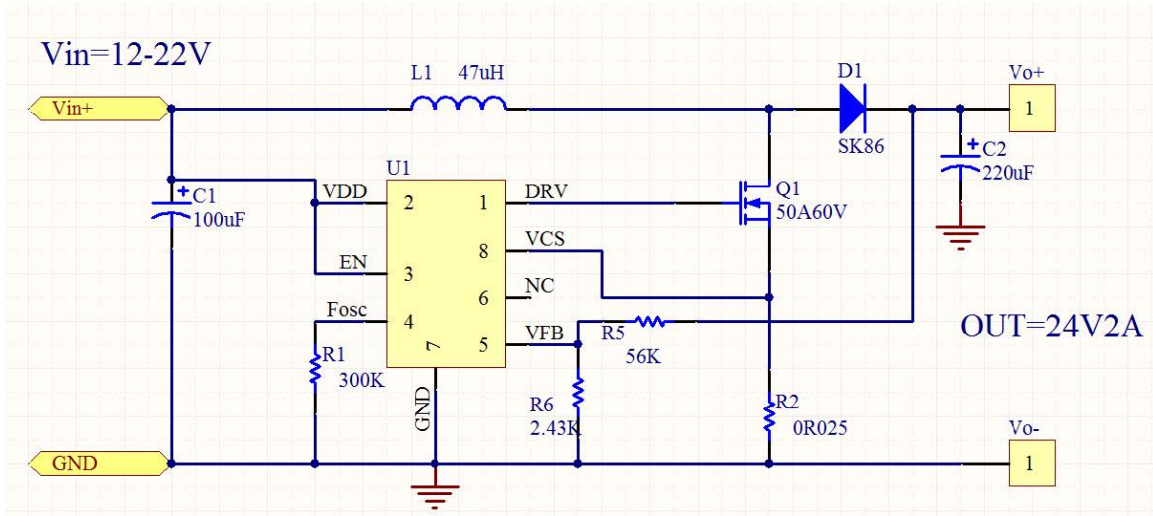 Vin=12-22V
L1 47uH
D1
Vo+
Vin+
1
SK86
C2
220uF
U1
C1
100uF
VDD
2
1
DRV
Q1
50A60V
8
VCS
EN
3
NC
6
Fosc
4
OUT=24V2A
5
VFB
R5
56K
R1
300K
7
GND
R6
2.43K
R2
0R025
Vo-
GND
1